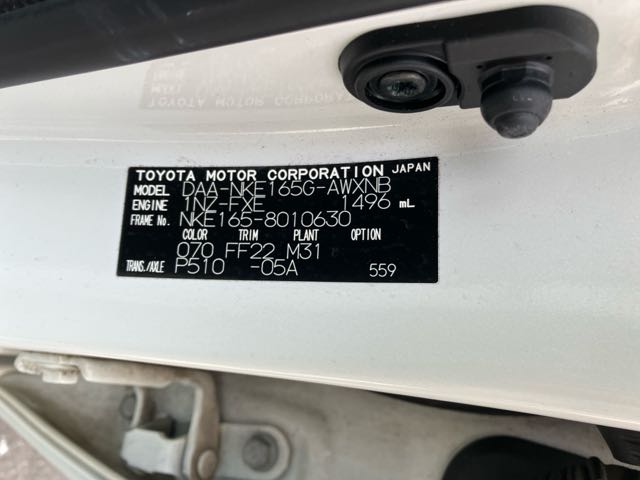 TOYOTA MOTOR CORPORATION JAPAN
MODEL DAA-NKE165G-AWXNB
ENGINE 1NZ-FXE 1496 mL
FRAME No. NKE165-8010630
COLOR TRIM PLANT OPTION
070 FF22 M31
TRANS./AXLE P510 -05A 559